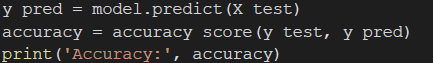 y pred = model.predict(X test)
accuracy = accuracy score(y test, y pred)
print('Accuracy:', accuracy)